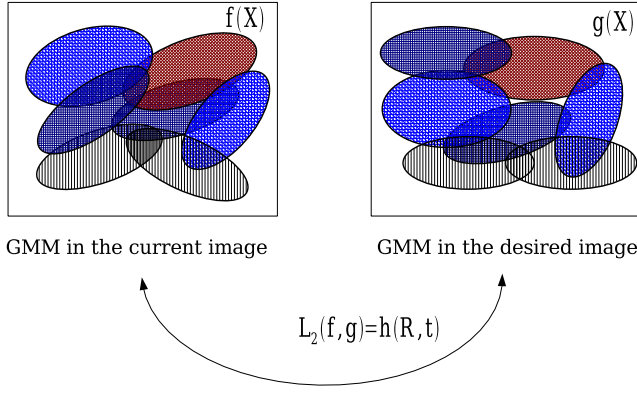 f(X)
g(X)
GMM in the current image
GMM in the desired image
L₂(f,g)=h(R,t)